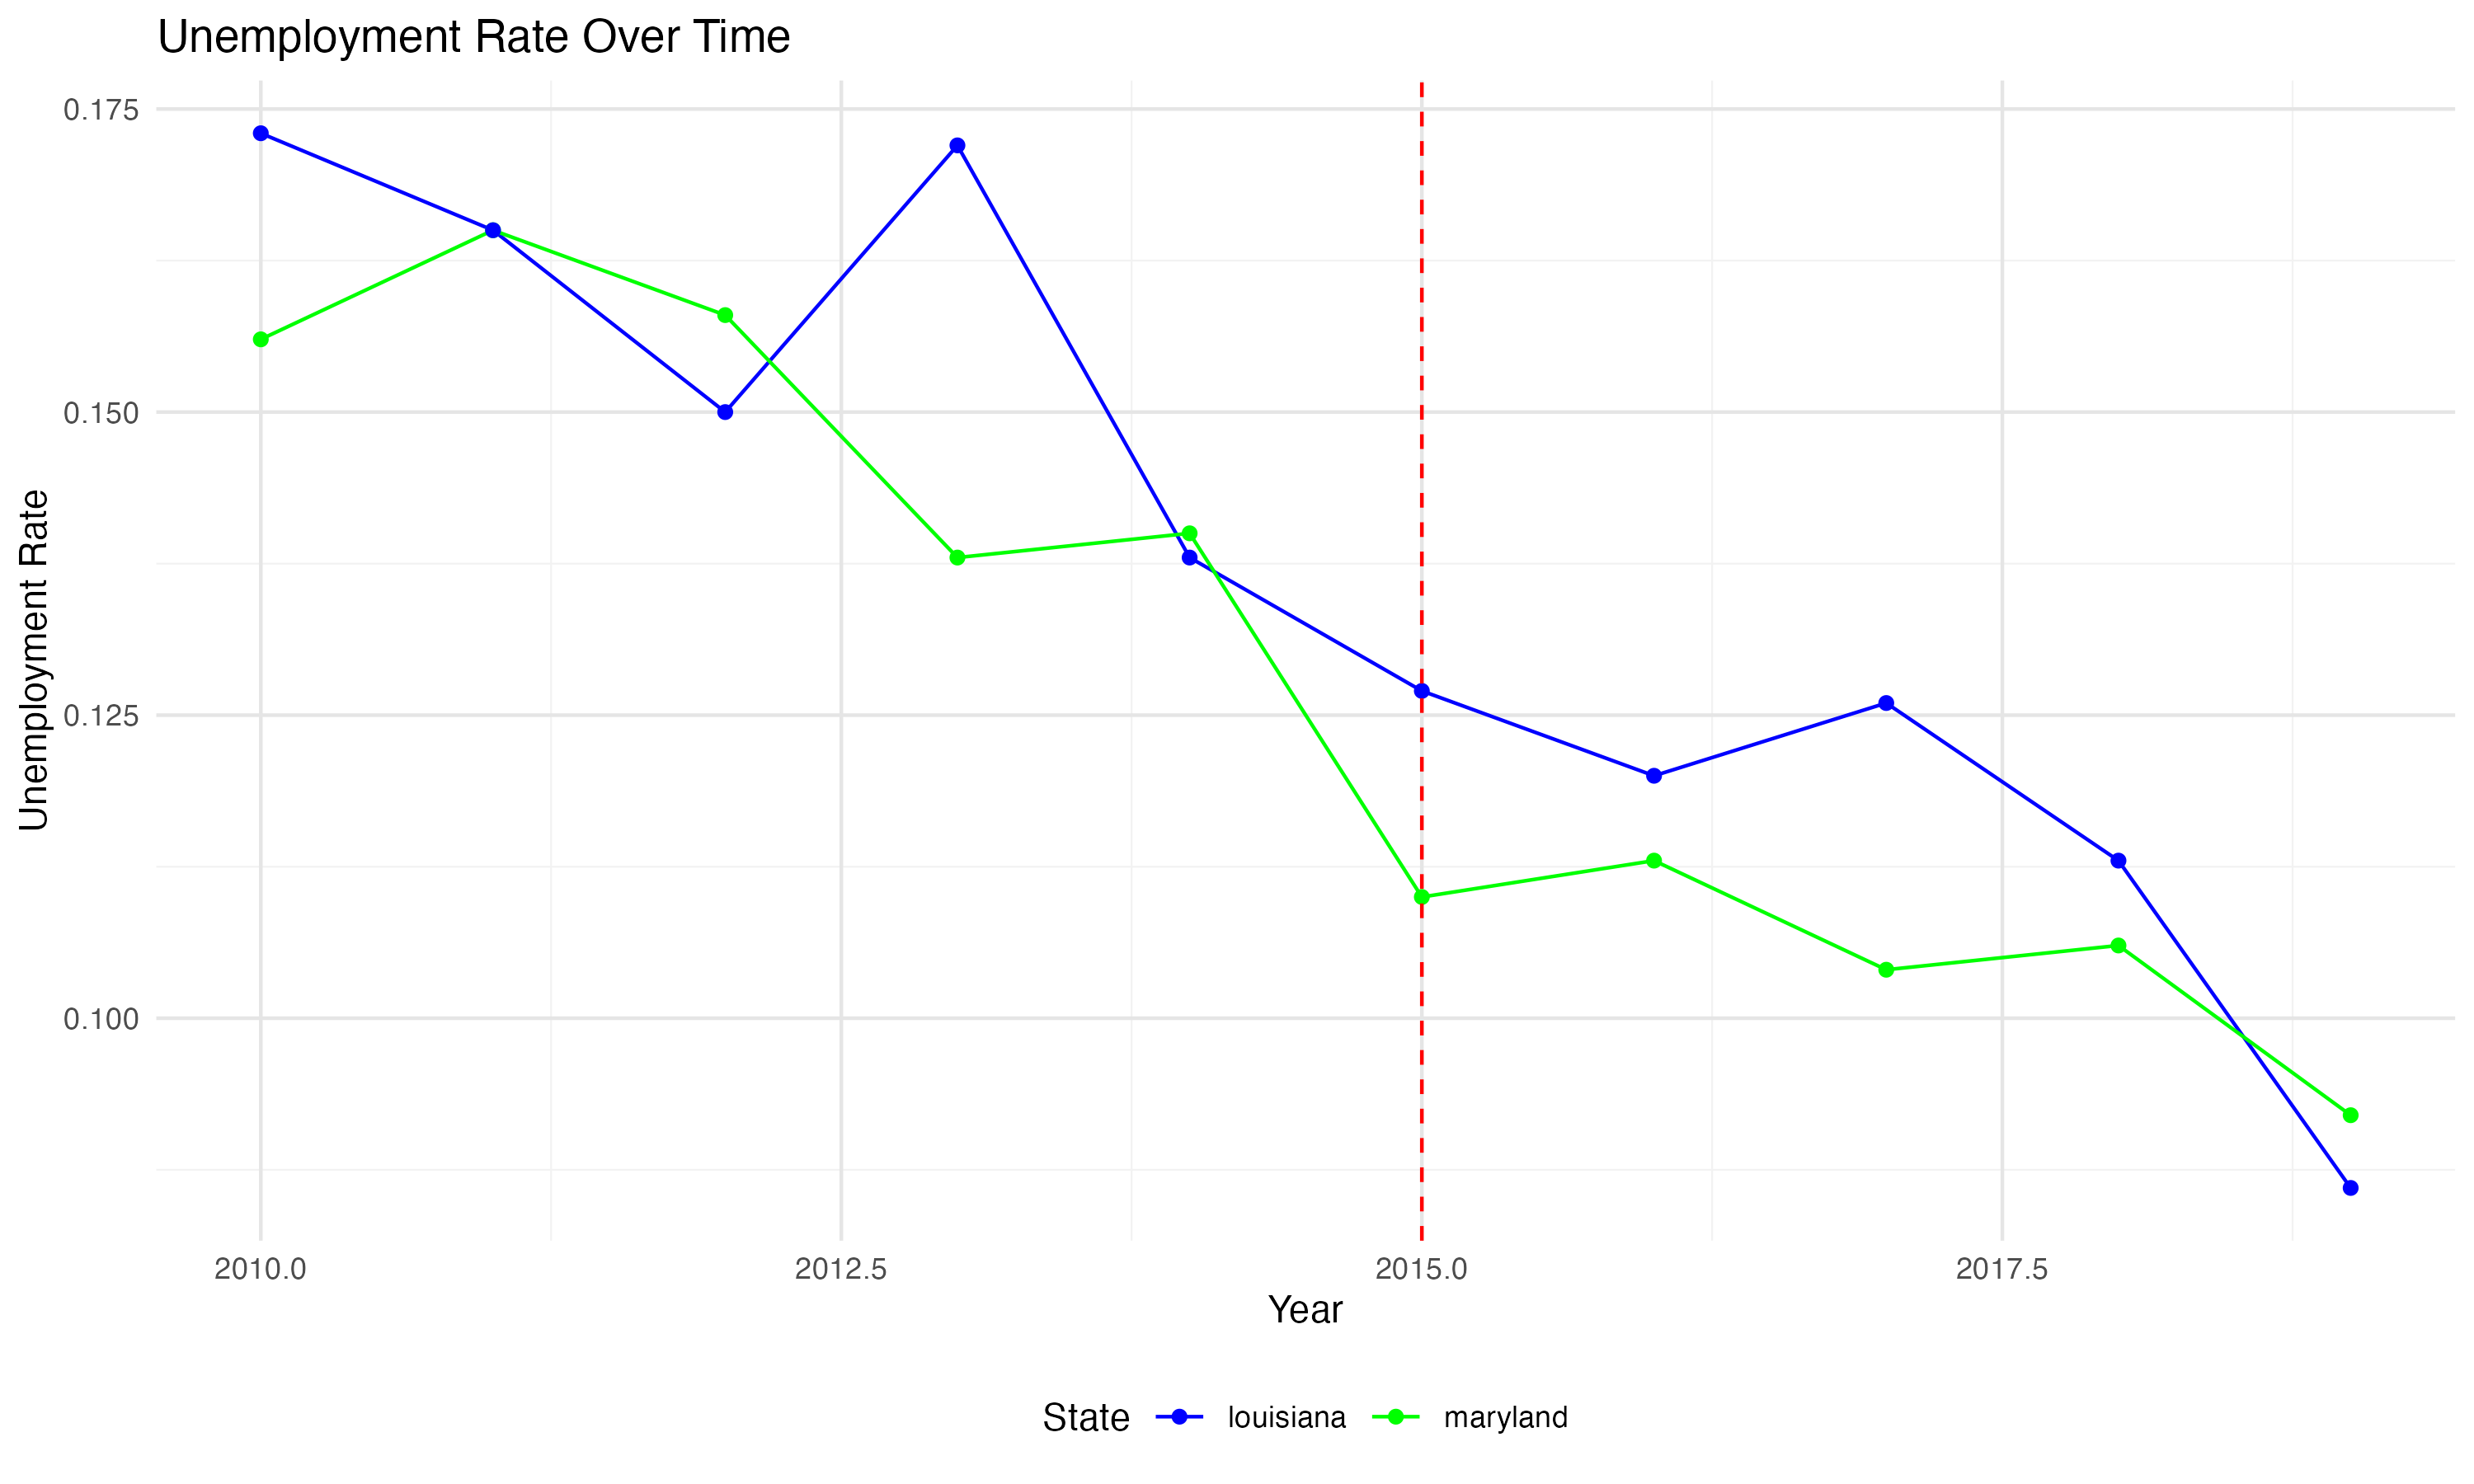 Unemployment Rate Over Time
Unemployment Rate
0.175
0.150
0.125
0.100
2010.0 2012.5 2015.0 2017.5
Year
State louisiana maryland